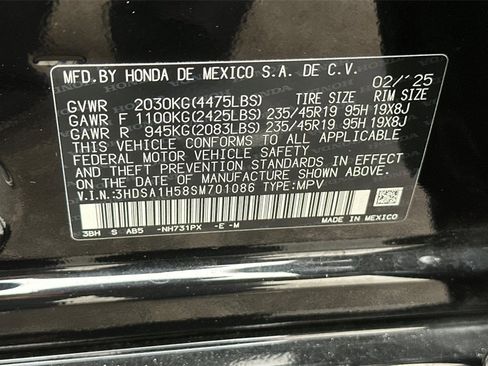 MFD.BY HONDA DE MEXICO S.A. DE C.V. 02/'25
GVWR 2030KG(4475LBS) TIRE SIZE RIM SIZE
GAWR F 1100KG(2425LBS) 235/45R19 95H 19X8J
GAWR R 945KG(2083LBS) 235/45R19 95H 19X8J
THIS VEHICLE CONFORMS TO ALL APPLICABLE
FEDERAL MOTOR VEHICLE SAFETY, BUMPER,
AND THEFT PREVENTION STANDARDS IN EFFECT
ON THE DATE OF MANUFACTURE SHOWN ABOVE.
V.I.N.:3HDSA1H58SM701086 TYPE:MPV
3BH S AB5 -NH731PX -E -M MADE IN MEXICO